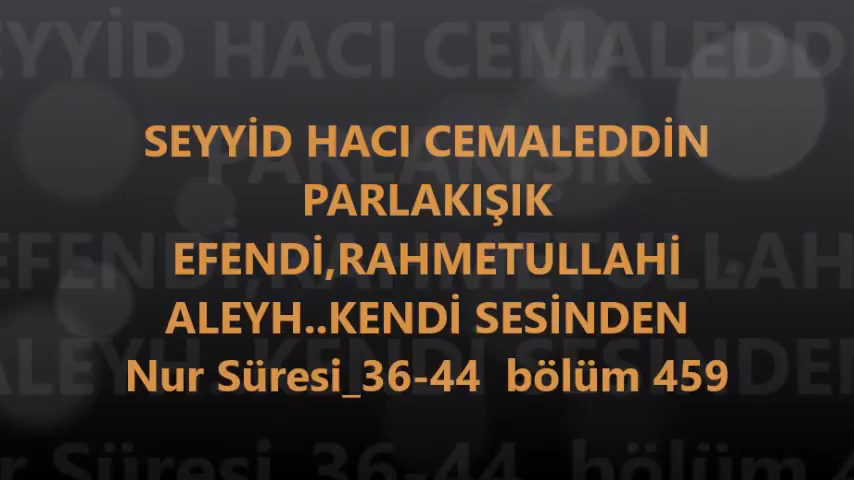 SEYYİD HACI CEMALEDDİN
PARLAKIŞIK
EFENDİ,RAHMETULLAHİ
ALEYH..KENDİ SESİNDEN
Nur Süresi_36-44  bölüm 459